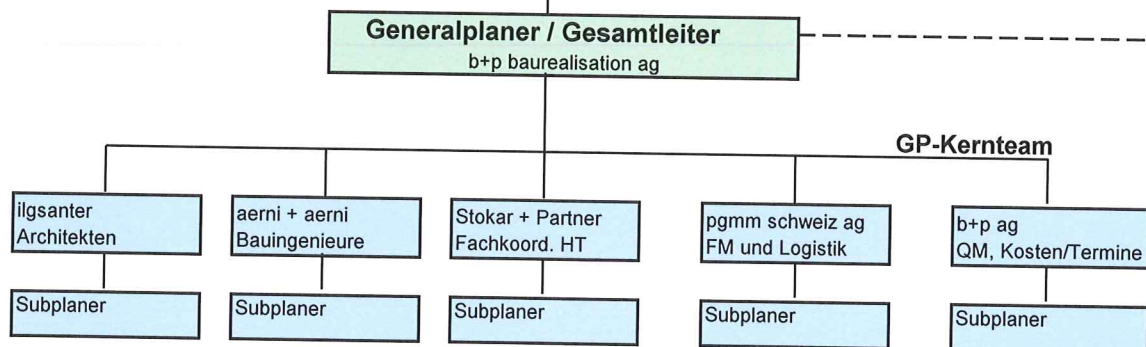 Generalplaner / Gesamtleiter
b+p baurealisation ag
GP-Kernteam
ilgsanter
Architekten
aerni + aerni
Bauingenieure
Stokar + Partner
Fachkoord. HT
pgmm schweiz ag
FM und Logistik
b+p ag
QM, Kosten/Termine
Subplaner
Subplaner
Subplaner
Subplaner
Subplaner